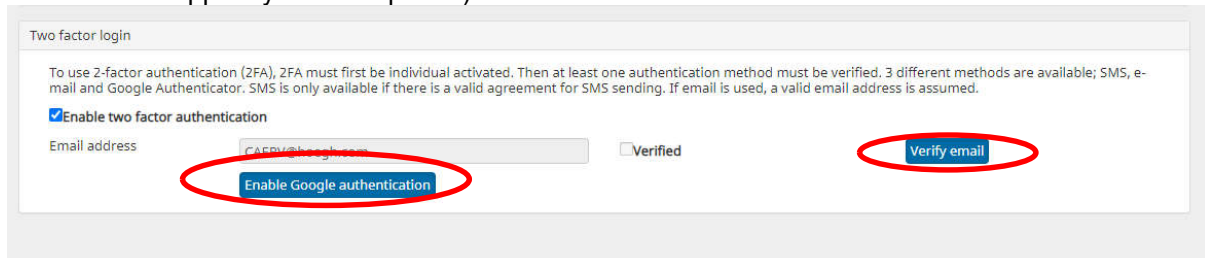 Two factor login
To use 2-factor authentication (2FA), 2FA must first be individual activated. Then at least one authentication method must be verified. 3 different methods are available; SMS, e-
mail and Google Authenticator. SMS is only available if there is a valid agreement for SMS sending. If email is used, a valid email address is assumed.
Enable two factor authentication
Email address Verified Verify email
Enable Google authentication